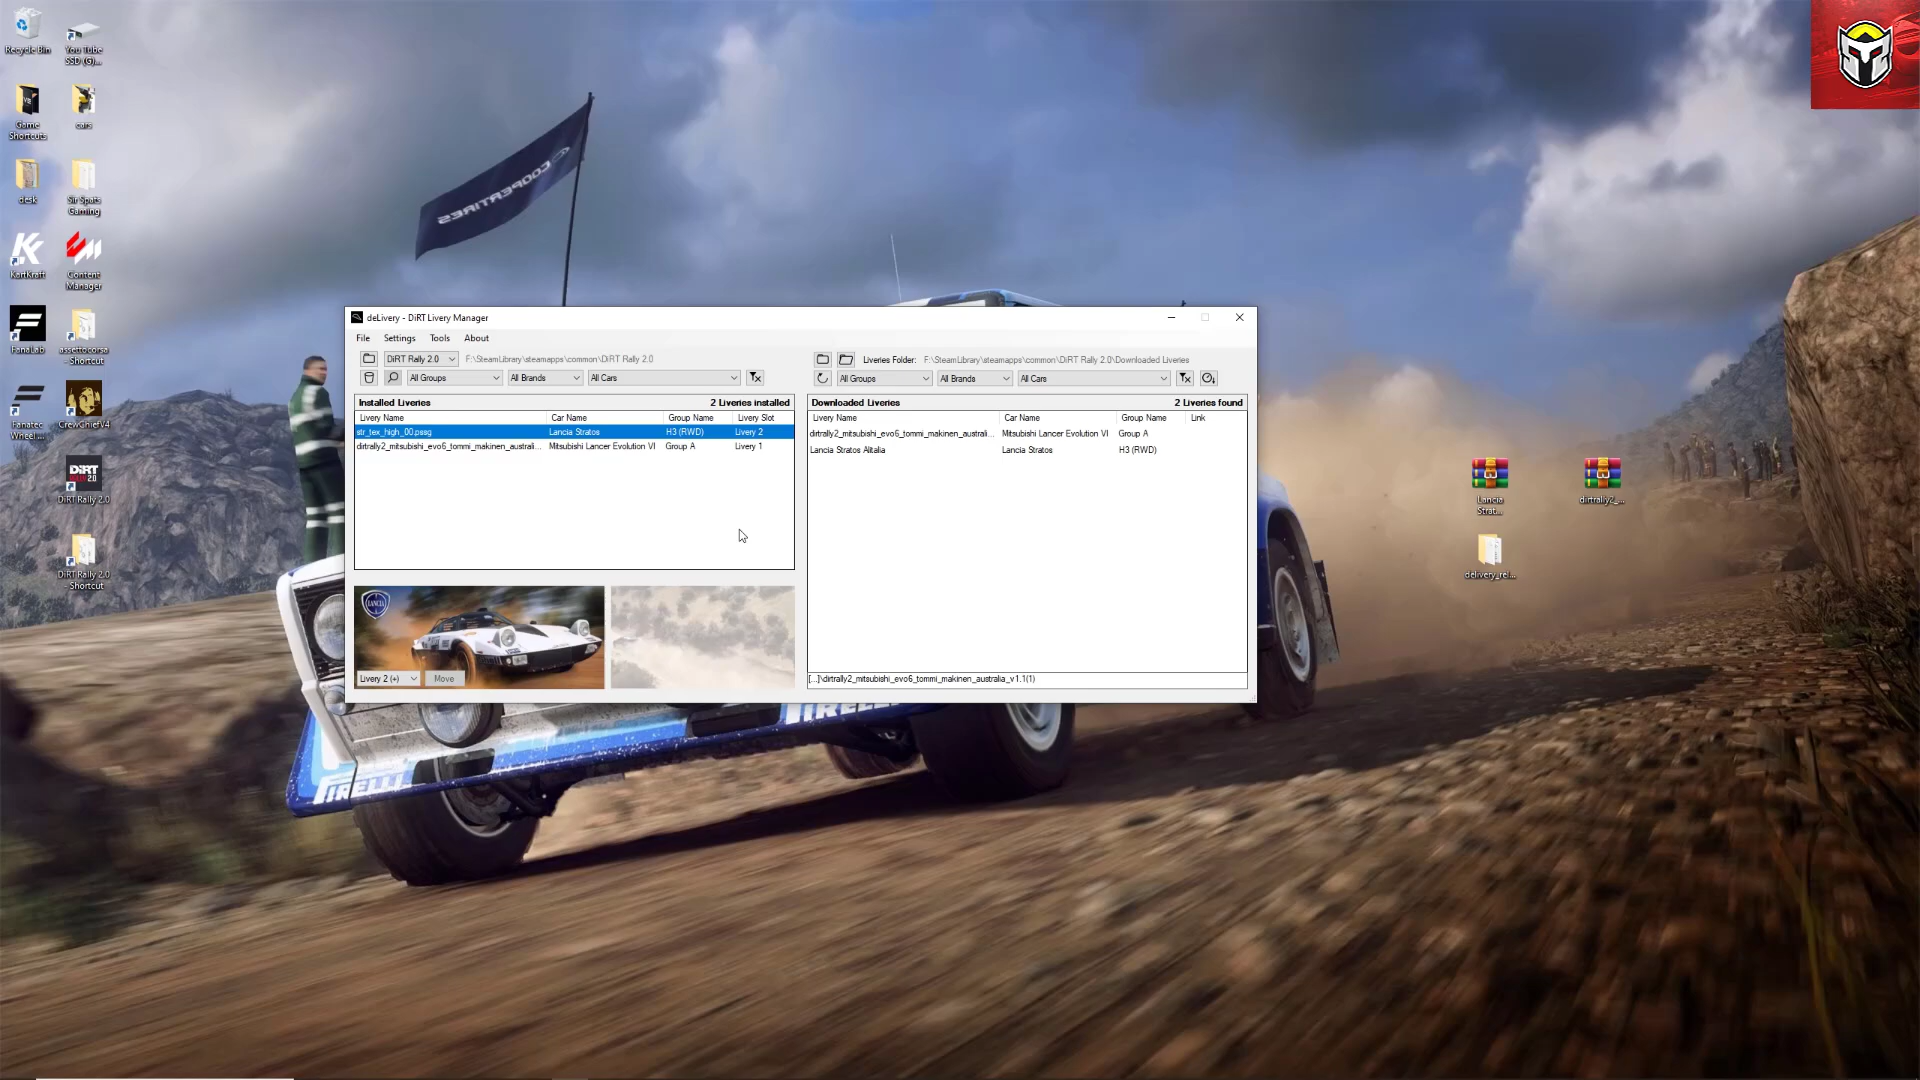 Recycle Bin
You Tube SSD (G)...
Game Shortcuts
cars
desk
Sir Spats Gaming
KartKraft
Content Manager
FanaLab
assettocorsa - Shortcut
Fanatec Wheel ...
CrewChiefV4
DiRT Rally 2.0
DiRT Rally 2.0 - Shortcut
COOPERTIRES
deLivery - DiRT Livery Manager
File Settings Tools About
DiRT Rally 2.0 F:\SteamLibrary\steamapps\common\DiRT Rally 2.0
All Groups All Brands All Cars
Installed Liveries 2 Liveries installed
Livery Name Car Name Group Name Livery Slot
str_tex_high_00.pssg Lancia Stratos H3 (RWD) Livery 2
dirtrally2_mitsubishi_evo6_tommi_makinen_australi... Mitsubishi Lancer Evolution VI Group A Livery 1
LANCIA
Livery 2 (+) Move
Liveries Folder: F:\SteamLibrary\steamapps\common\DiRT Rally 2.0\Downloaded Liveries
All Groups All Brands All Cars
Downloaded Liveries 2 Liveries found
Livery Name Car Name Group Name Link
dirtrally2_mitsubishi_evo6_tommi_makinen_australi... Mitsubishi Lancer Evolution VI Group A
Lancia Stratos Alitalia Lancia Stratos H3 (RWD)
[...]\dirtrally2_mitsubishi_evo6_tommi_makinen_australia_v1.1(1)
Lancia Strat...
dirtrally2_...
delivery_rel...
PIRELLI
PIRELLI